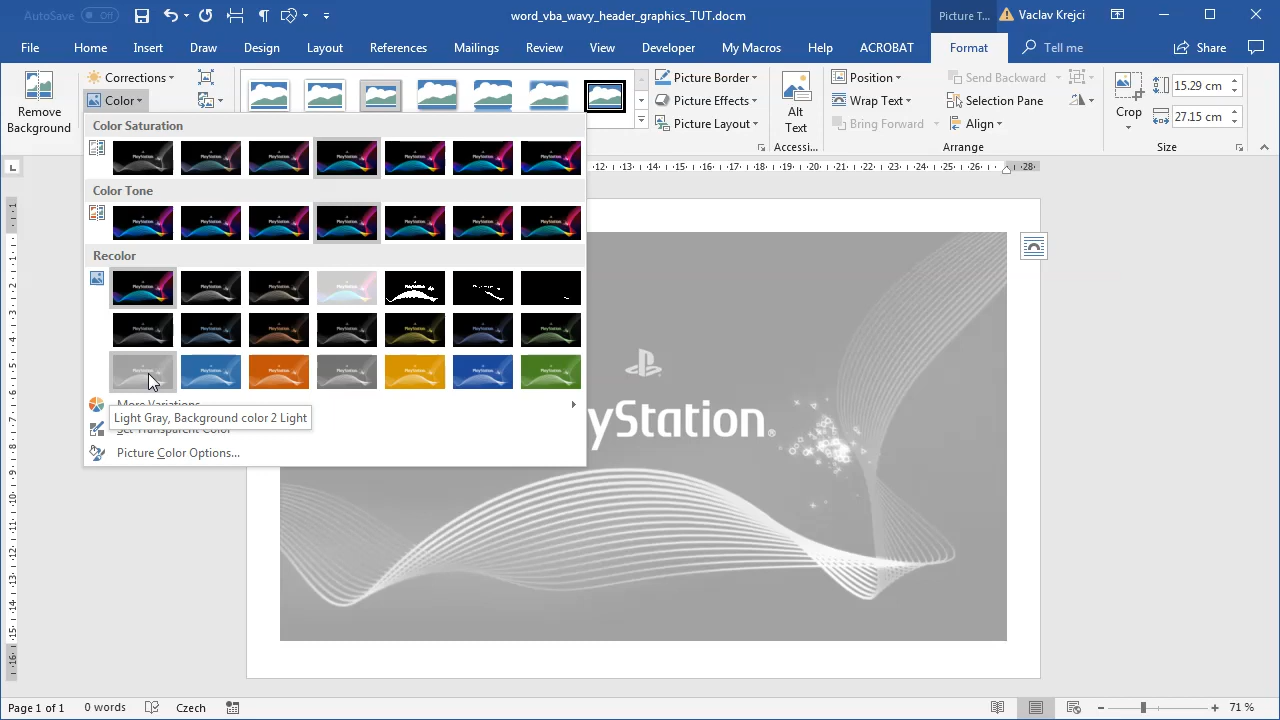 AutoSave Off
word_vba_wavy_header_graphics_TUT.docm
Picture T... Vaclav Krejci
File Home Insert Draw Design Layout References Mailings Review View Developer My Macros Help ACROBAT Format Tell me Share
Remove Background
Corrections
Color
Picture Border
Picture Effects
Picture Layout
Alt Text
Accessi...
Position
Wrap Text
Bring Forward
Send Backward
Selection Pane
Align
Arrange
Crop
15.29 cm
27.15 cm
Size
Color Saturation
Color Tone
Recolor
More Variations
Light Gray, Background color 2 Light
Set Transparent Color
Picture Color Options...
yStation®
Page 1 of 1 0 words Czech 71 %